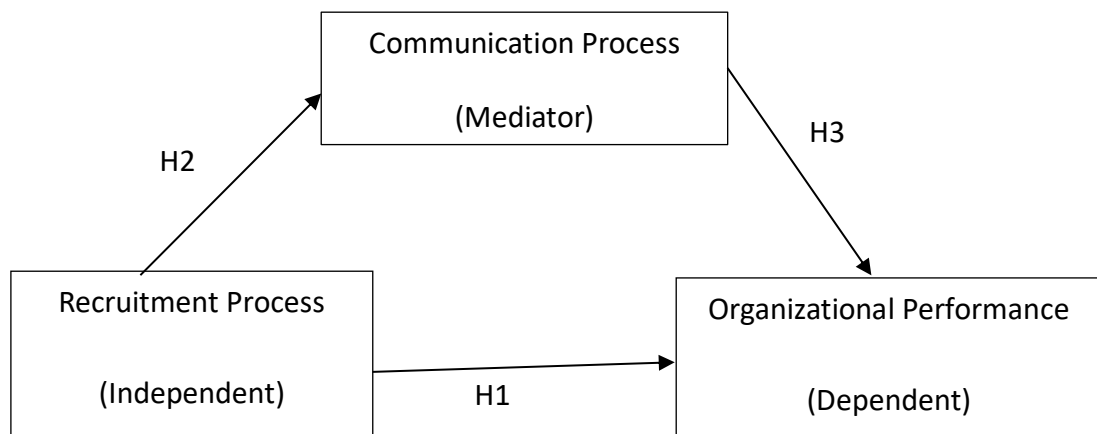 Communication Process
(Mediator)
H2
H3
Recruitment Process
(Independent)
H1
Organizational Performance
(Dependent)